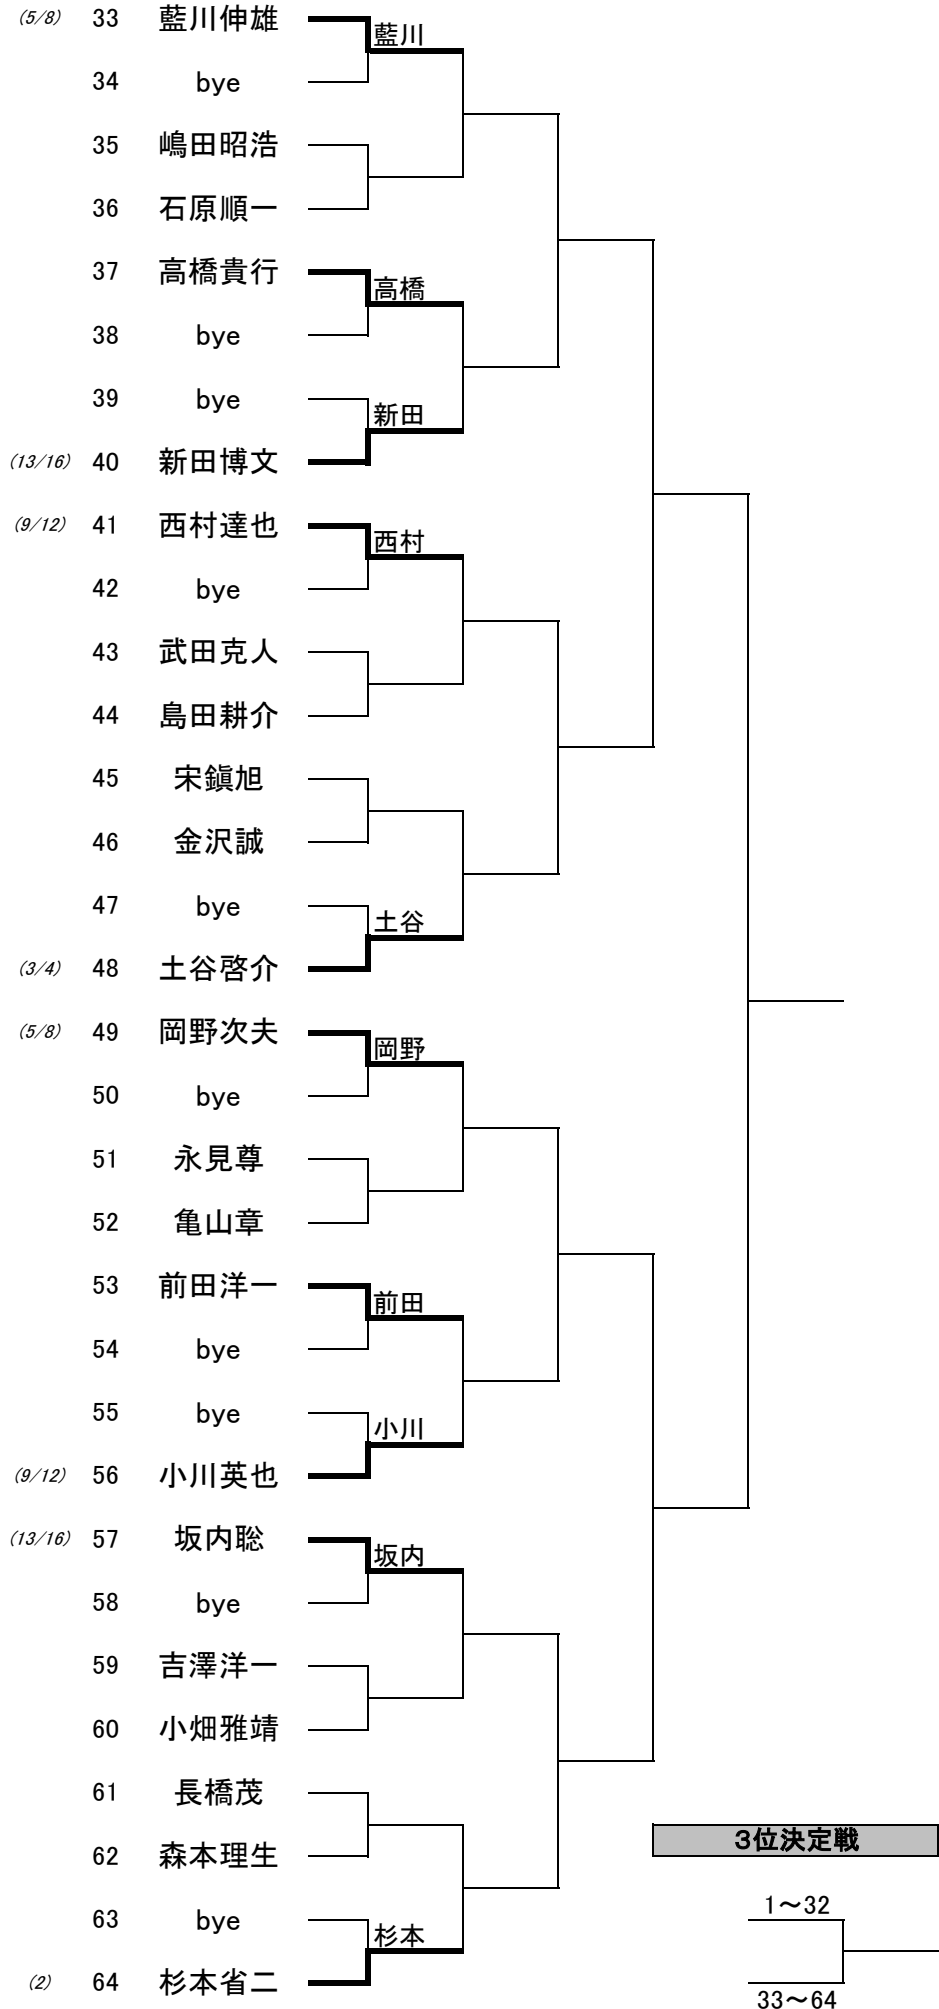 (5/8) 33 藍川伸雄
藍川
34 bye
35 嶋田昭浩
36 石原順一
37 高橋貴行
高橋
38 bye
39 bye
新田
(13/16) 40 新田博文
(9/12) 41 西村達也
西村
42 bye
43 武田克人
44 島田耕介
45 宋鎭旭
46 金沢誠
47 bye
土谷
(3/4) 48 土谷啓介
(5/8) 49 岡野次夫
岡野
50 bye
51 永見尊
52 亀山章
53 前田洋一
前田
54 bye
55 bye
小川
(9/12) 56 小川英也
(13/16) 57 坂内聡
坂内
58 bye
59 吉澤洋一
60 小畑雅靖
61 長橋茂
3位決定戦
62 森本理生
1～32
63 bye
杉本
(2) 64 杉本省二
33～64